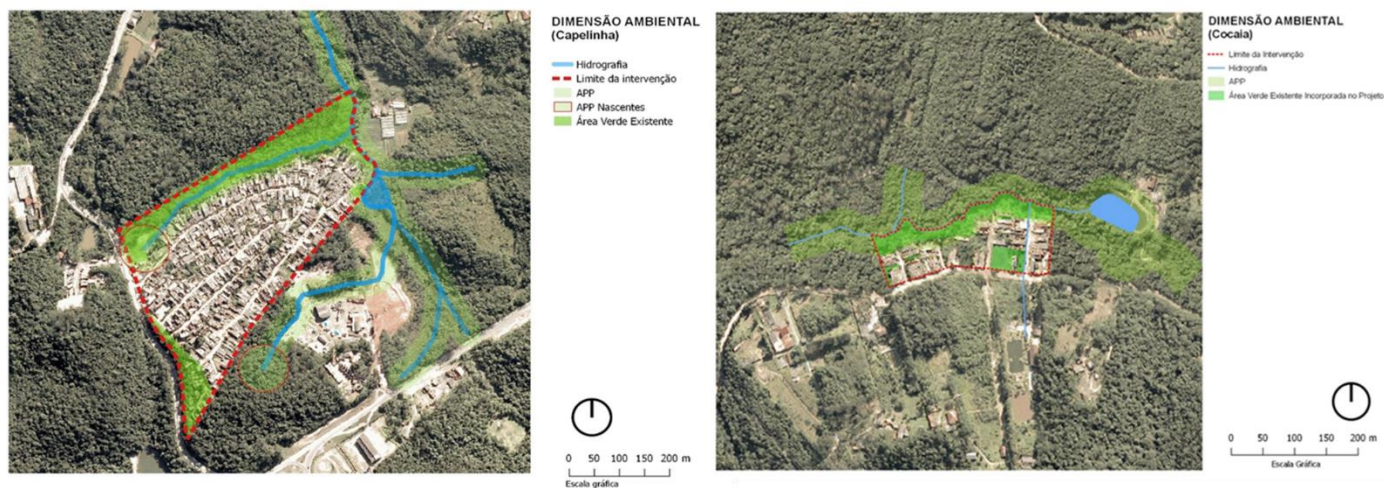 DIMENSÃO AMBIENTAL
(Capelinha)
Hidrografia
Limite da intervenção
APP
APP Nascentes
Área Verde Existente
0 50 100 200 m
Escala gráfica
DIMENSÃO AMBIENTAL
(Cocaia)
Limite da Intervenção
Hidrografia
APP
Área Verde Existente Incorporada no Projeto
0 50 100 200 m
Escala Gráfica